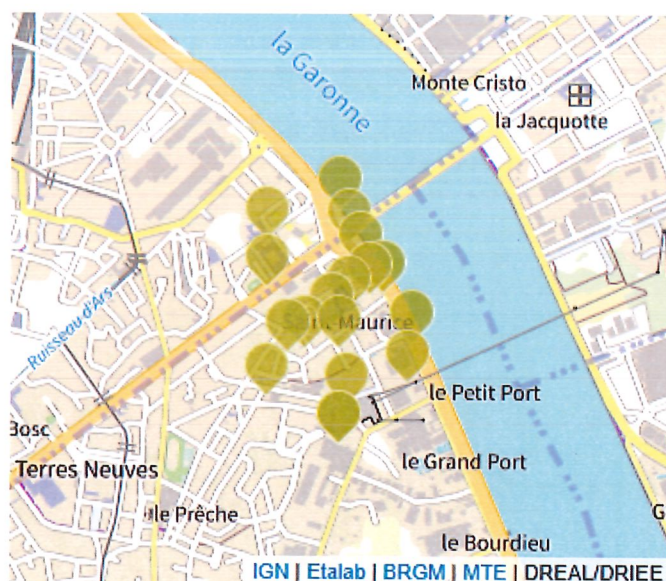 la Garonne
Monte Cristo
la Jacquotte
Ruisseau d'Ars
Saint-Maurice
le Petit Port
Bosc
Terres Neuves
le Grand Port
le Prêche
G
le Bourdieu
IGN | Etalab | BRGM | MTE | DREAL/DRIEE